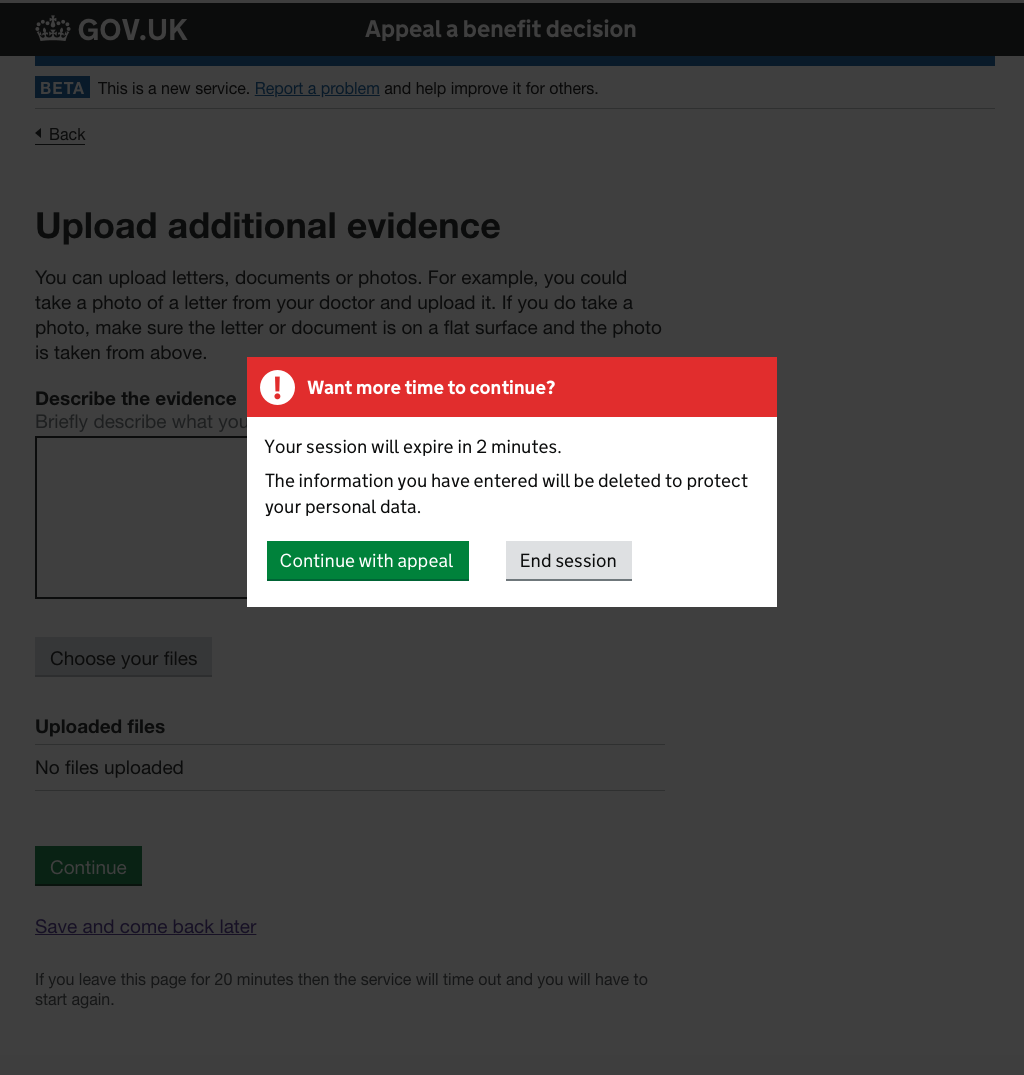 GOV.UK
Appeal a benefit decision
BETA This is a new service. Report a problem and help improve it for others.
Back
Upload additional evidence
You can upload letters, documents or photos. For example, you could
take a photo of a letter from your doctor and upload it. If you do take a
photo, make sure the letter or document is on a flat surface and the photo
is taken from above.
Describe the evidence
Briefly describe what you
Want more time to continue?
Your session will expire in 2 minutes.
The information you have entered will be deleted to protect
your personal data.
Continue with appeal
End session
Choose your files
Uploaded files
No files uploaded
Continue
Save and come back later
If you leave this page for 20 minutes then the service will time out and you will have to
start again.